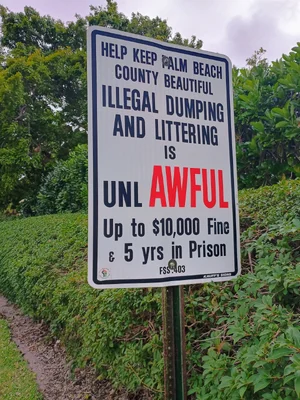 HELP KEEP PALM BEACH
COUNTY BEAUTIFUL
ILLEGAL DUMPING
AND LITTERING
IS
UNL AWFUL
Up to $10,000 Fine
& 5 yrs in Prison
FSS 403